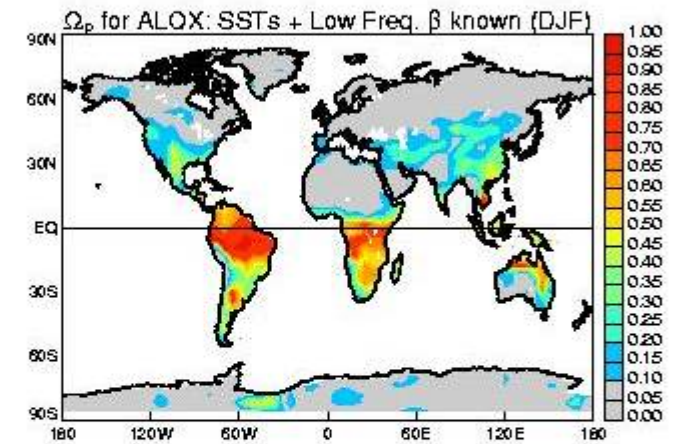 Ωp for ALOX: SSTs + Low Freq. β known (DJF)
90N
60N
30N
EQ
30S
60S
90S
180 120W 60W 0 60E 120E 180
1.00
0.95
0.90
0.85
0.80
0.75
0.70
0.65
0.60
0.55
0.50
0.45
0.40
0.35
0.30
0.25
0.20
0.15
0.10
0.05
0.00